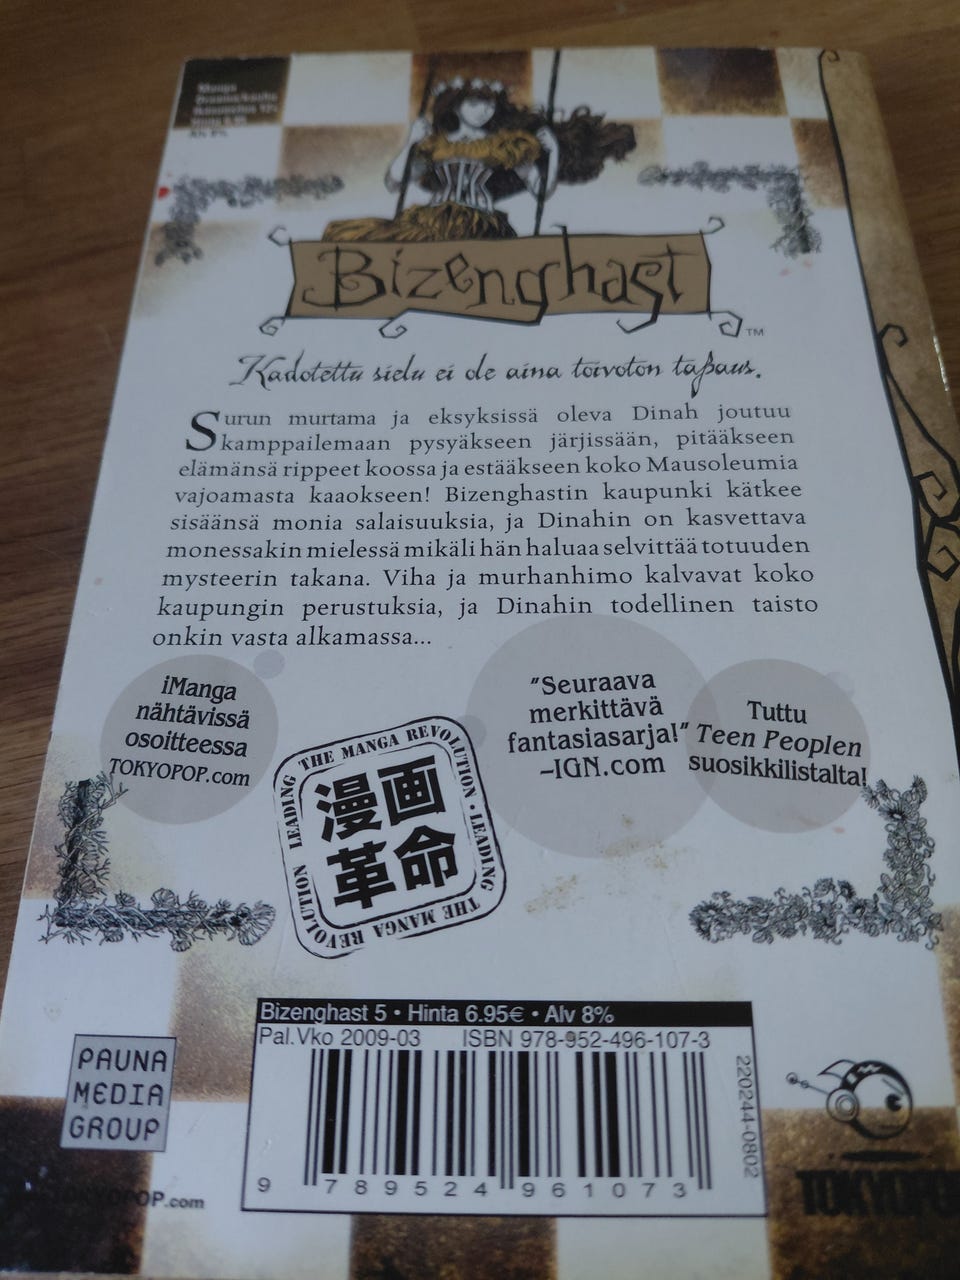 Manga
Alv 8%
Bizenghast
TM
Kadotettu sielu ei ole aina toivoton tapaus.
Surun murtama ja eksyksissä oleva Dinah joutuu
kamppailemaan pysyäkseen järjissään, pitääkseen
elämänsä rippeet koossa ja estääkseen koko Mausoleumia
vajoamasta kaaokseen! Bizenghastin kaupunki kätkee
sisäänsä monia salaisuuksia, ja Dinahin on kasvettava
monessakin mielessä mikäli hän haluaa selvittää totuuden
mysteerin takana. Viha ja murhanhimo kalvavat koko
kaupungin perustuksia, ja Dinahin todellinen taisto
onkin vasta alkamassa...
iManga
nähtävissä
osoitteessa
TOKYOPOP.com
LEADING THE MANGA REVOLUTION · LEADING THE MANGA REVOLUTION
漫画
革命
"Seuraava
merkittävä
fantasiasarja!"
–IGN.com
Tuttu
Teen Peoplen
suosikkilistalta!
Bizenghast 5 • Hinta 6.95€ • Alv 8%
Pal.Vko 2009-03 ISBN 978-952-496-107-3
220244-0802
9 789524 961073
PAUNA
MEDIA
GROUP
TOKYOPOP.com
TOKYOPO